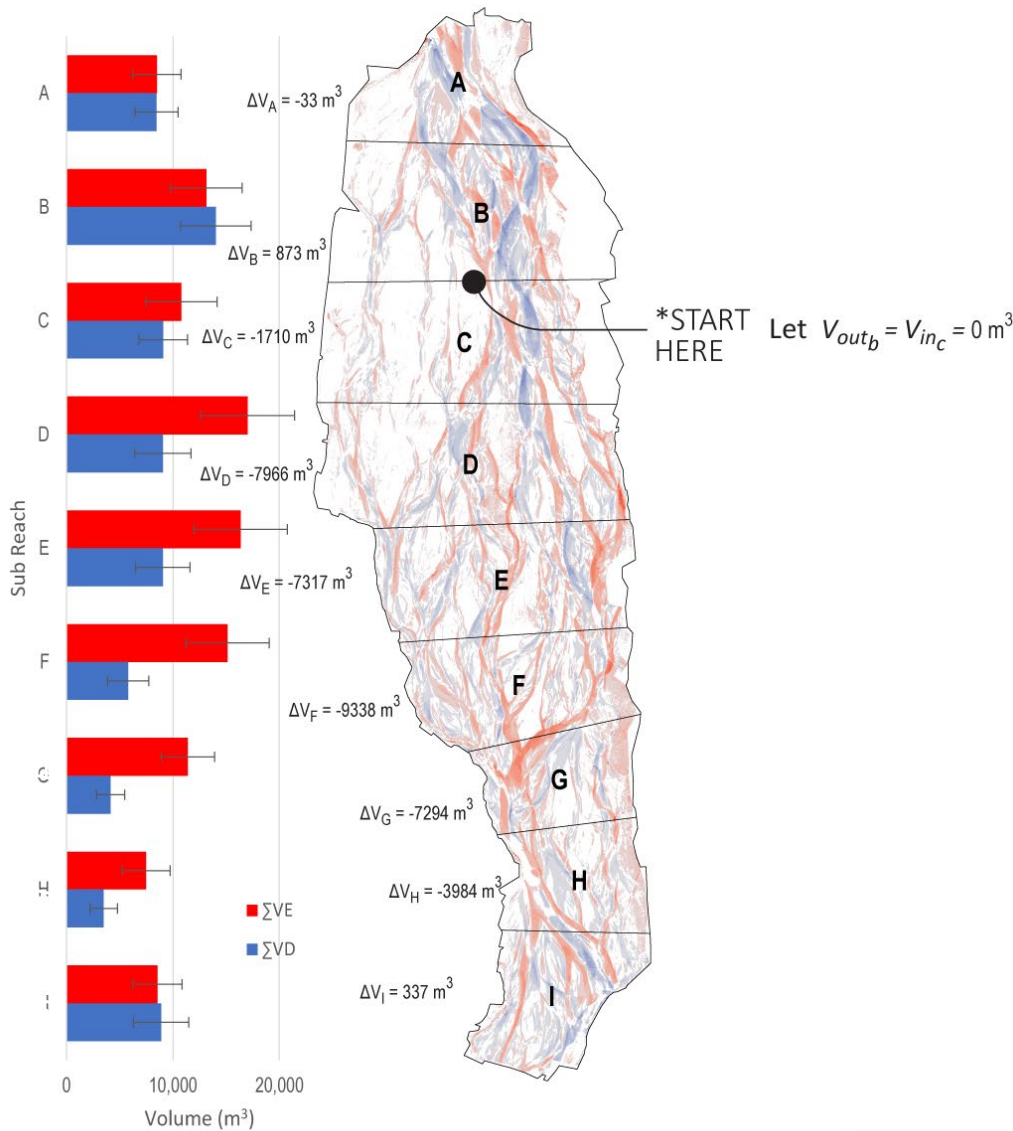 A
ΔV_A = -33 m³
A
B
B
ΔV_B = 873 m³
C
ΔV_C = -1710 m³
C
*START
HERE
Let V_out_b = V_in_c = 0 m³
D
D
ΔV_D = -7966 m³
Sub Reach
E
E
ΔV_E = -7317 m³
F
F
ΔV_F = -9338 m³
G
G
ΔV_G = -7294 m³
H
H
ΔV_H = -3984 m³
∑VE
∑VD
I
ΔV_I = 337 m³
I
0
10,000
20,000
Volume (m³)